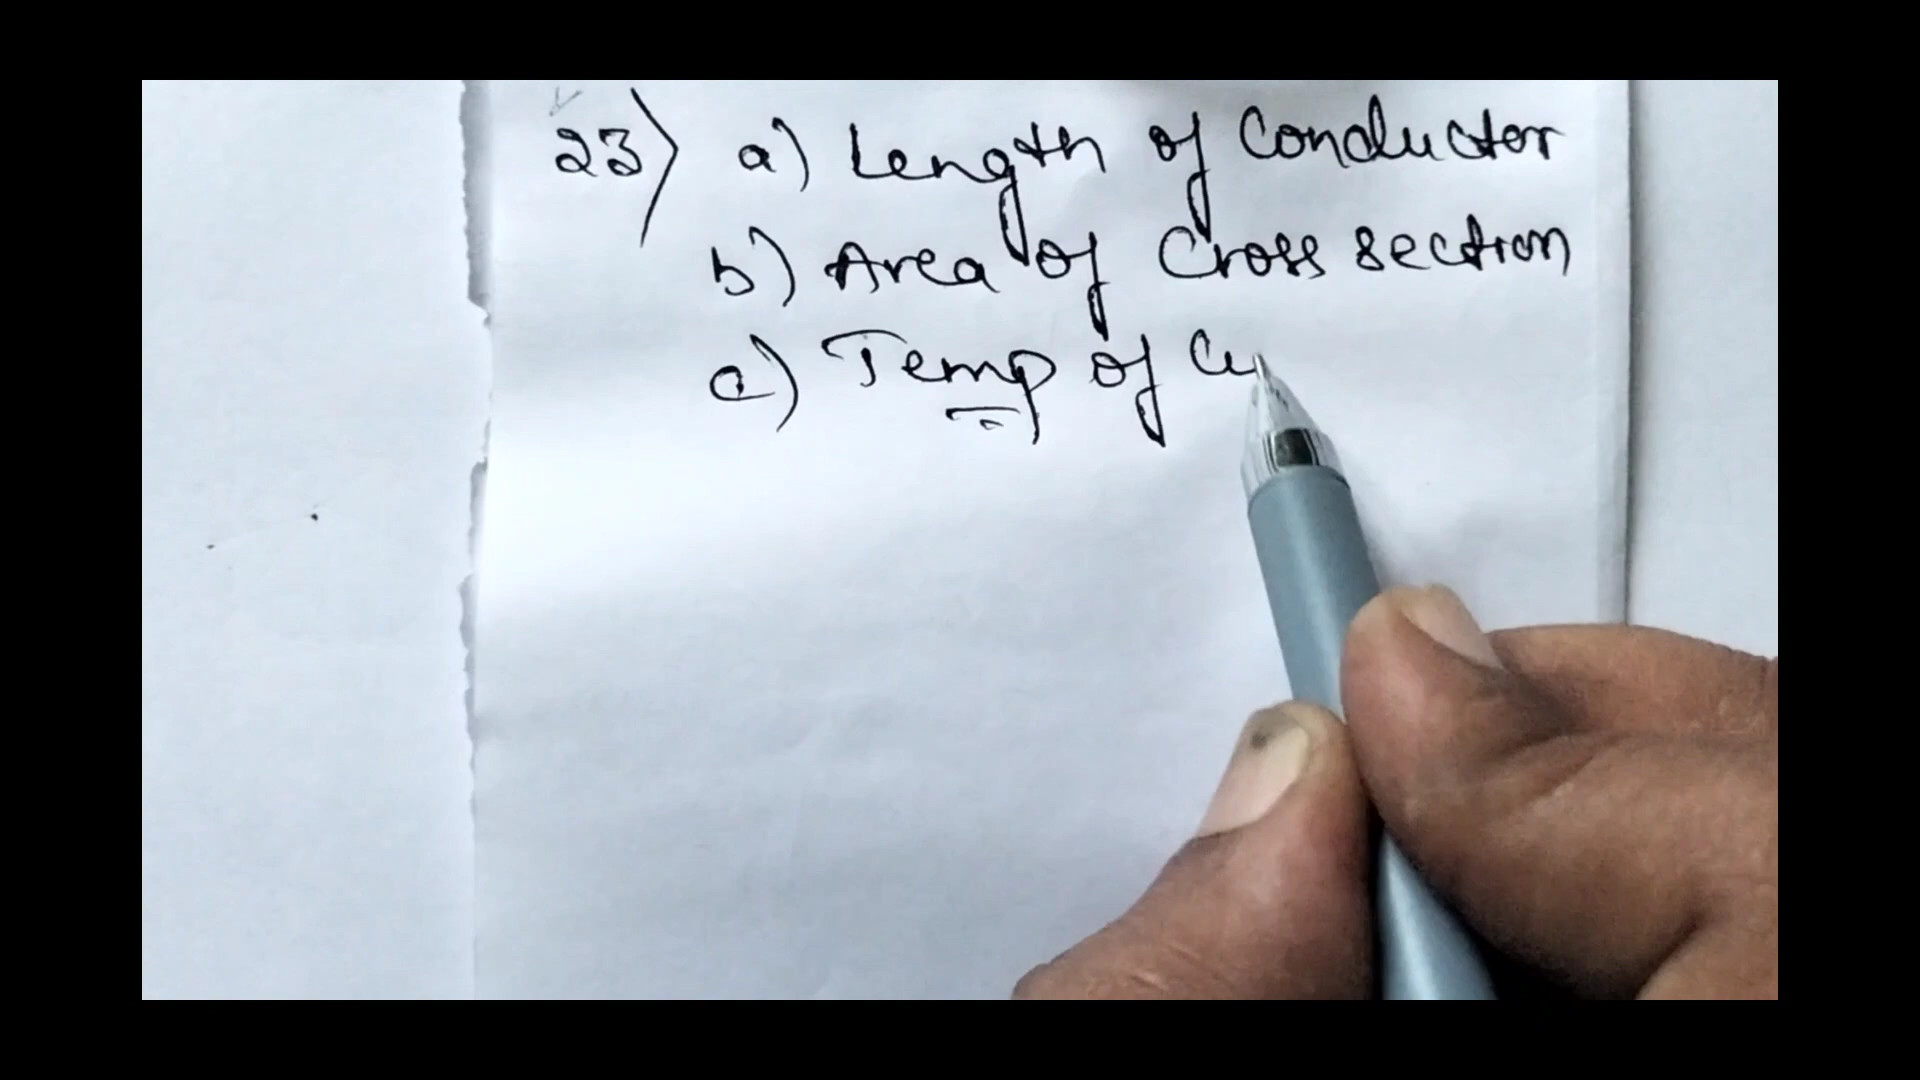 23) a) Length of Conductor
b) Area of Cross section
c) Temp of